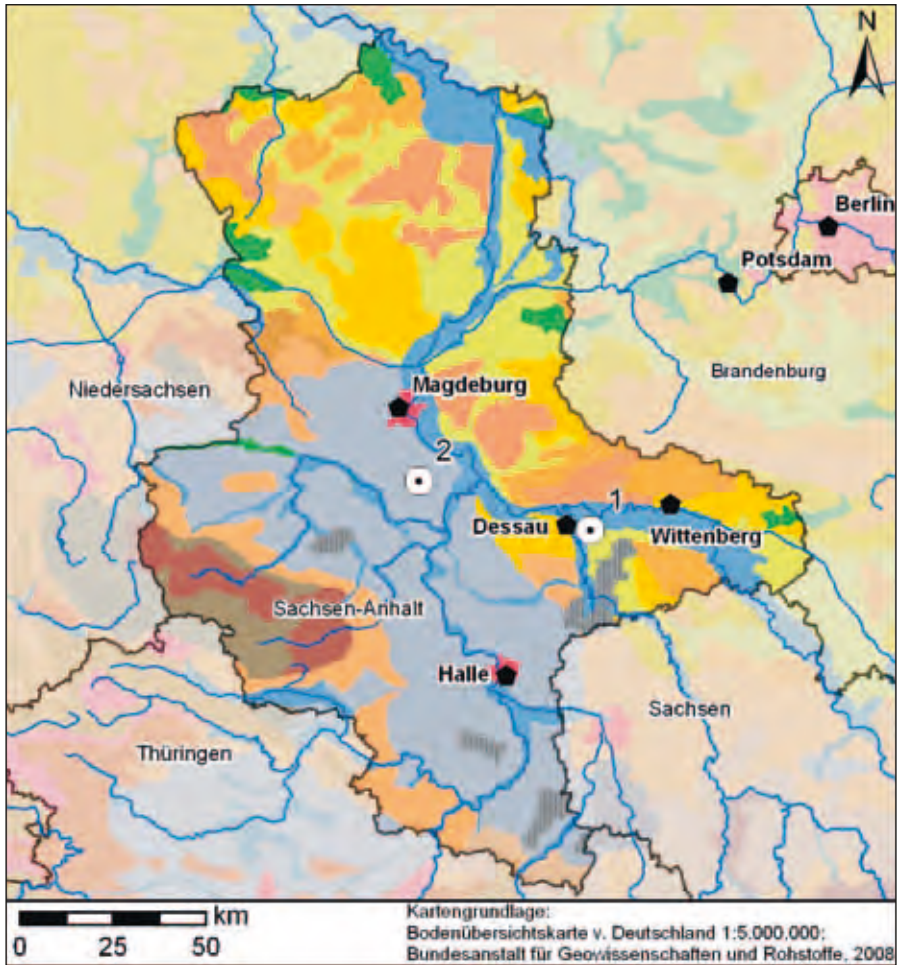 N
Berlin
Potsdam
Brandenburg
Niedersachsen
Magdeburg
2
1
Dessau
Wittenberg
Sachsen-Anhalt
Halle
Sachsen
Thüringen
km
0 25 50
Kartengrundlage:
Bodenübersichtskarte v. Deutschland 1:5.000,000;
Bundesanstalt für Geowissenschaften und Rohstoffe, 2008